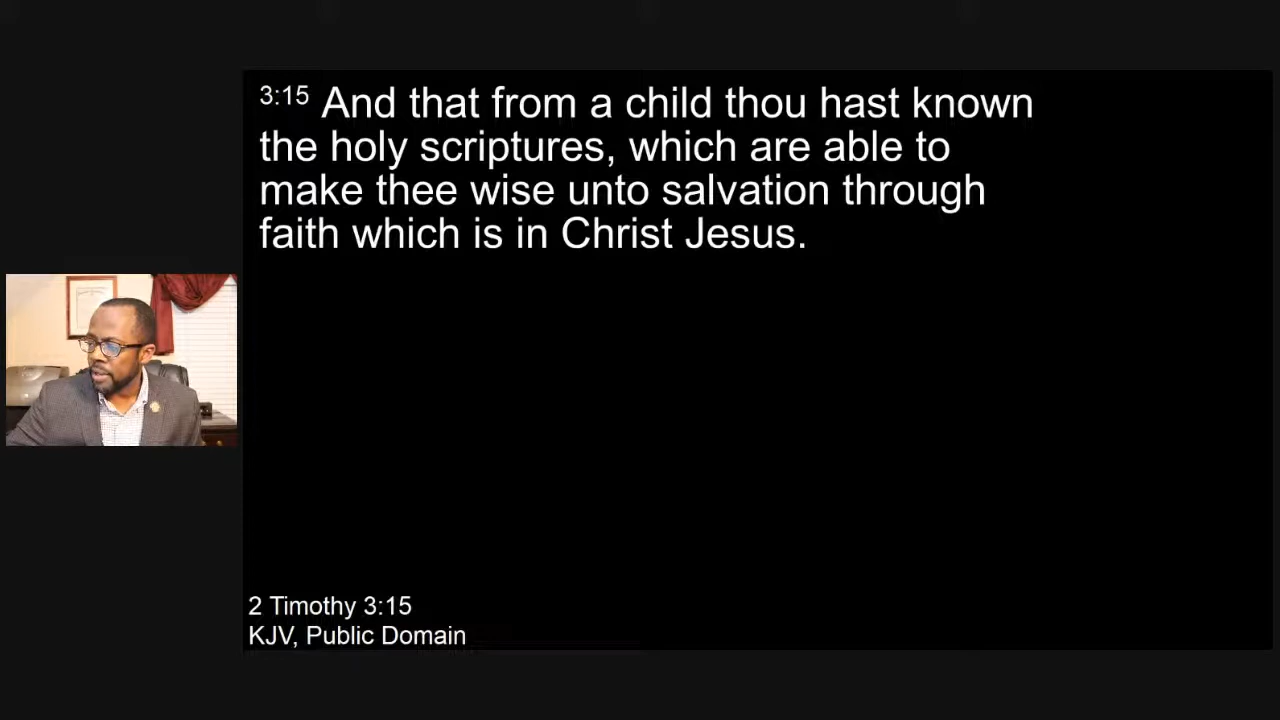 3:15 And that from a child thou hast known
the holy scriptures, which are able to
make thee wise unto salvation through
faith which is in Christ Jesus.
2 Timothy 3:15
KJV, Public Domain